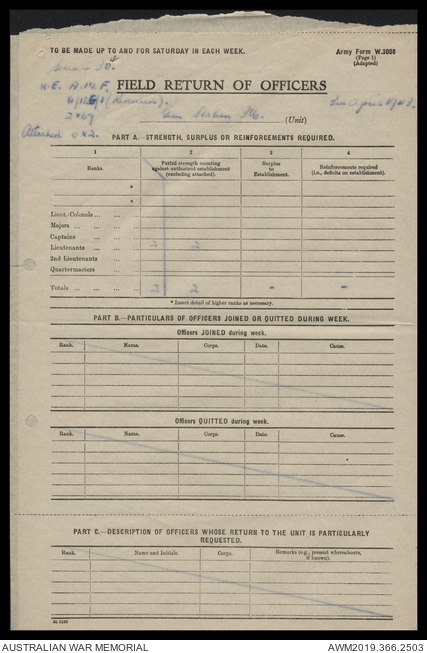 TO BE MADE UP TO AND FOR SATURDAY IN EACH WEEK.
Army Form W.3008
(Page 1)
(Adapted)
FIELD RETURN OF OFFICERS
(Unit)
Attached
PART A.—STRENGTH, SURPLUS OR REINFORCEMENTS REQUIRED.
1 2 3 4
Ranks. Posted strength counting against authorized establishment (excluding attached). Surplus to Establishment. Reinforcements required (i.e., deficits on establishment).
*
*
Lieut.-Colonels ... ...
Majors ... ... ...
Captains ... ...
Lieutenants ... ... 2 2
2nd Lieutenants ...
Quartermasters ...
Totals ... ... 2 2 - -
* Insert detail of higher ranks as necessary.
PART B.—PARTICULARS OF OFFICERS JOINED OR QUITTED DURING WEEK.
Officers JOINED during week.
Rank. Name. Corps. Date. Cause.
Officers QUITTED during week.
Rank. Name. Corps. Date. Cause.
PART C.—DESCRIPTION OF OFFICERS WHOSE RETURN TO THE UNIT IS PARTICULARLY
REQUESTED.
Rank. Name and Initials. Corps. Remarks (e.g., present whereabouts, if known).
AUSTRALIAN WAR MEMORIAL
AWM2019.366.2503